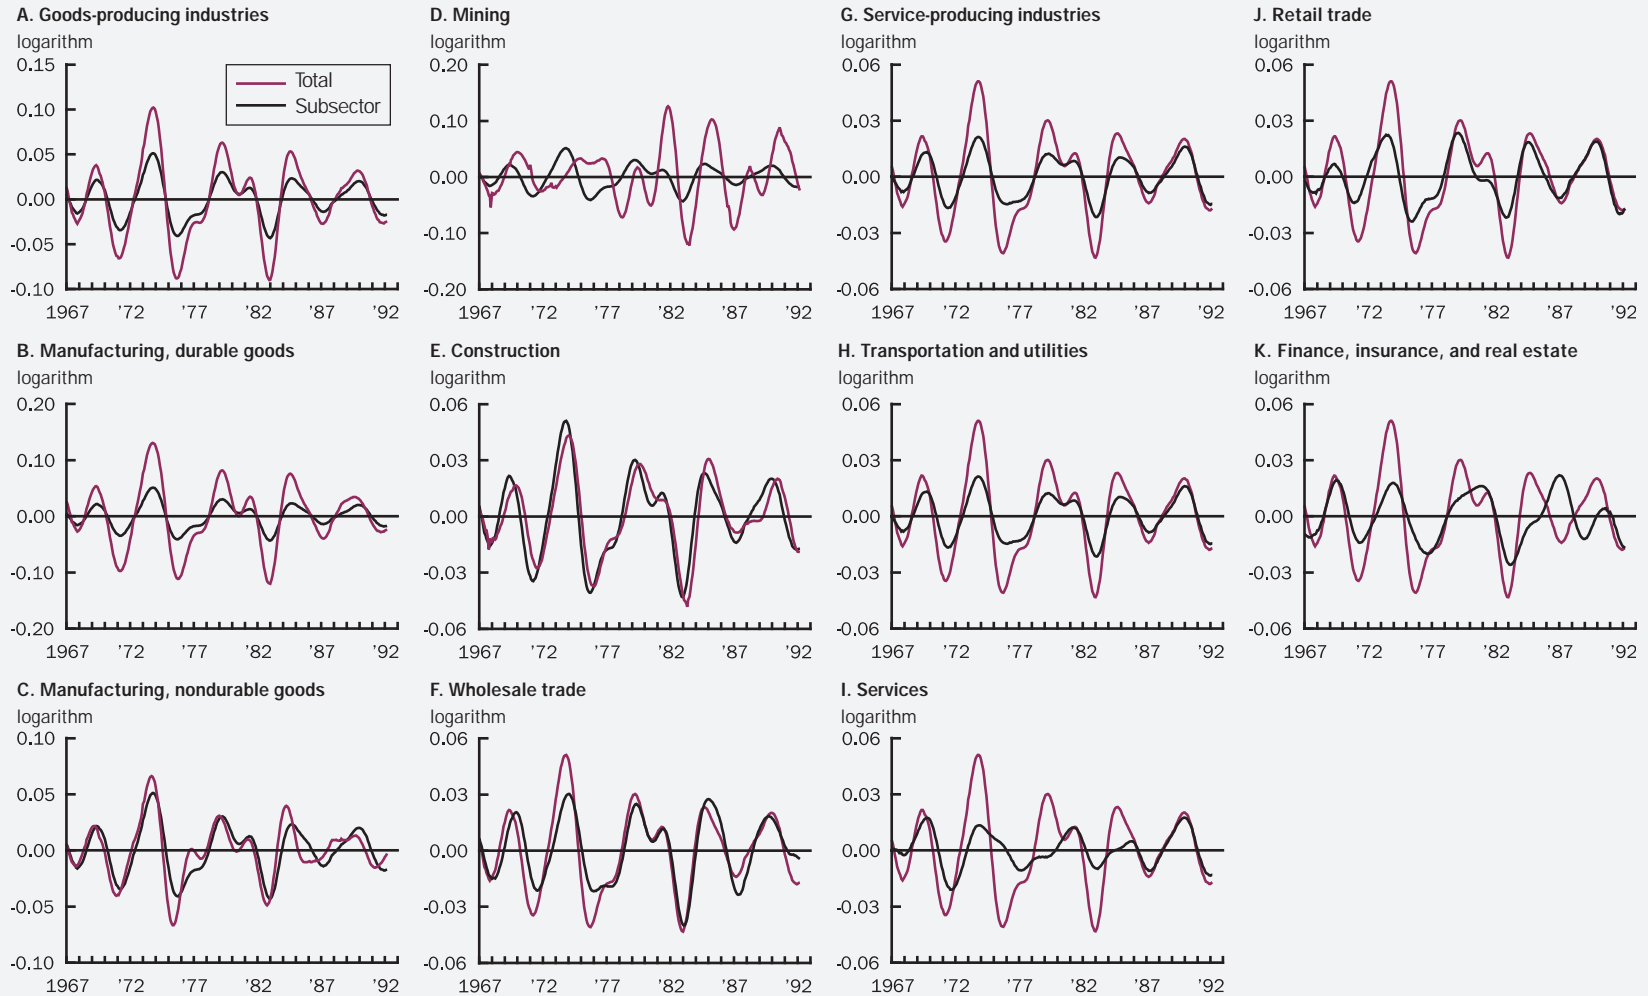 A. Goods-producing industries
logarithm
0.15
0.10
0.05
0.00
-0.05
-0.10
1967 '72 '77 '82 '87 '92
Total
Subsector
B. Manufacturing, durable goods
logarithm
0.20
0.10
0.00
-0.10
-0.20
1967 '72 '77 '82 '87 '92
C. Manufacturing, nondurable goods
logarithm
0.10
0.05
0.00
-0.05
-0.10
1967 '72 '77 '82 '87 '92
D. Mining
logarithm
0.20
0.10
0.00
-0.10
-0.20
1967 '72 '77 '82 '87 '92
E. Construction
logarithm
0.06
0.03
0.00
-0.03
-0.06
1967 '72 '77 '82 '87 '92
F. Wholesale trade
logarithm
0.06
0.03
0.00
-0.03
-0.06
1967 '72 '77 '82 '87 '92
G. Service-producing industries
logarithm
0.06
0.03
0.00
-0.03
-0.06
1967 '72 '77 '82 '87 '92
H. Transportation and utilities
logarithm
0.06
0.03
0.00
-0.03
-0.06
1967 '72 '77 '82 '87 '92
I. Services
logarithm
0.06
0.03
0.00
-0.03
-0.06
1967 '72 '77 '82 '87 '92
J. Retail trade
logarithm
0.06
0.03
0.00
-0.03
-0.06
1967 '72 '77 '82 '87 '92
K. Finance, insurance, and real estate
logarithm
0.06
0.03
0.00
-0.03
-0.06
1967 '72 '77 '82 '87 '92